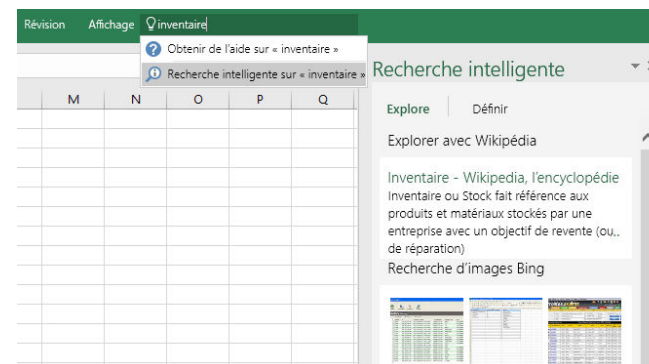 Révision Affichage inventaire
Obtenir de l'aide sur « inventaire »
Recherche intelligente sur « inventaire »
M N O P Q
Recherche intelligente
Explore Définir
Explorer avec Wikipédia
Inventaire - Wikipedia, l'encyclopédie
Inventaire ou Stock fait référence aux
produits et matériaux stockés par une
entreprise avec un objectif de revente (ou..
de réparation)
Recherche d'images Bing